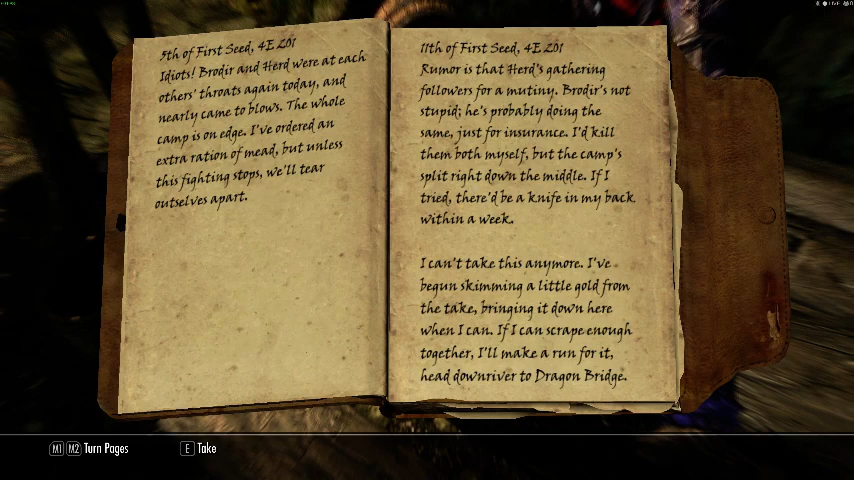 5th of First Seed, 4E 201
Idiots! Brodir and Herd were at each
others' throats again today, and
nearly came to blows. The whole
camp is on edge. I've ordered an
extra ration of mead, but unless
this fighting stops, we'll tear
outselves apart.
11th of First Seed, 4E 201
Rumor is that Herd's gathering
followers for a mutiny. Brodir's not
stupid; he's probably doing the
same, just for insurance. I'd kill
them both myself, but the camp's
split right down the middle. If I
tried, there'd be a knife in my back
within a week.
I can't take this anymore. I've
begun skimming a little gold from
the take, bringing it down here
when I can. If I can scrape enough
together, I'll make a run for it,
head downriver to Dragon Bridge.
M1 M2 Turn Pages
E Take